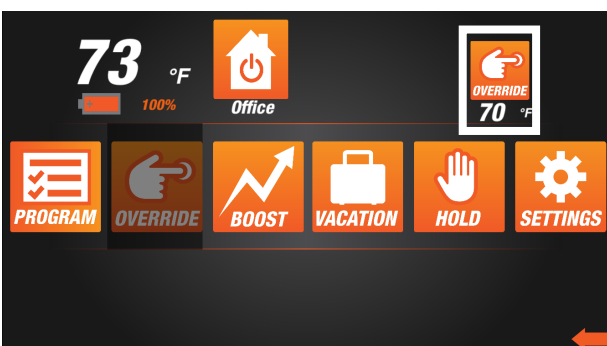 73 °F
100%
Office
OVERRIDE
70 °F
PROGRAM
OVERRIDE
BOOST
VACATION
HOLD
SETTINGS